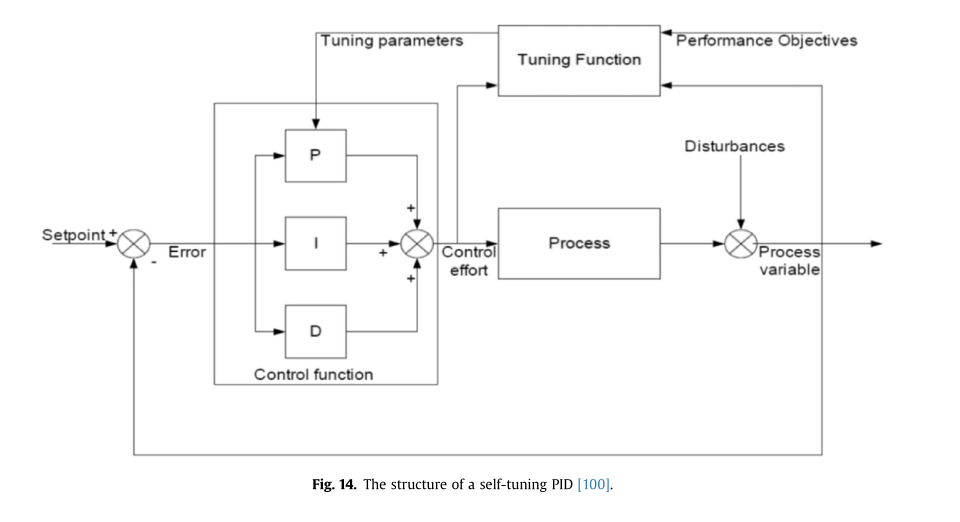 Tuning parameters
Tuning Function
Performance Objectives
P
Disturbances
+
Setpoint +
-
Error
I
+
Control
effort
Process
Process
variable
+
D
Control function
Fig. 14. The structure of a self-tuning PID [100].